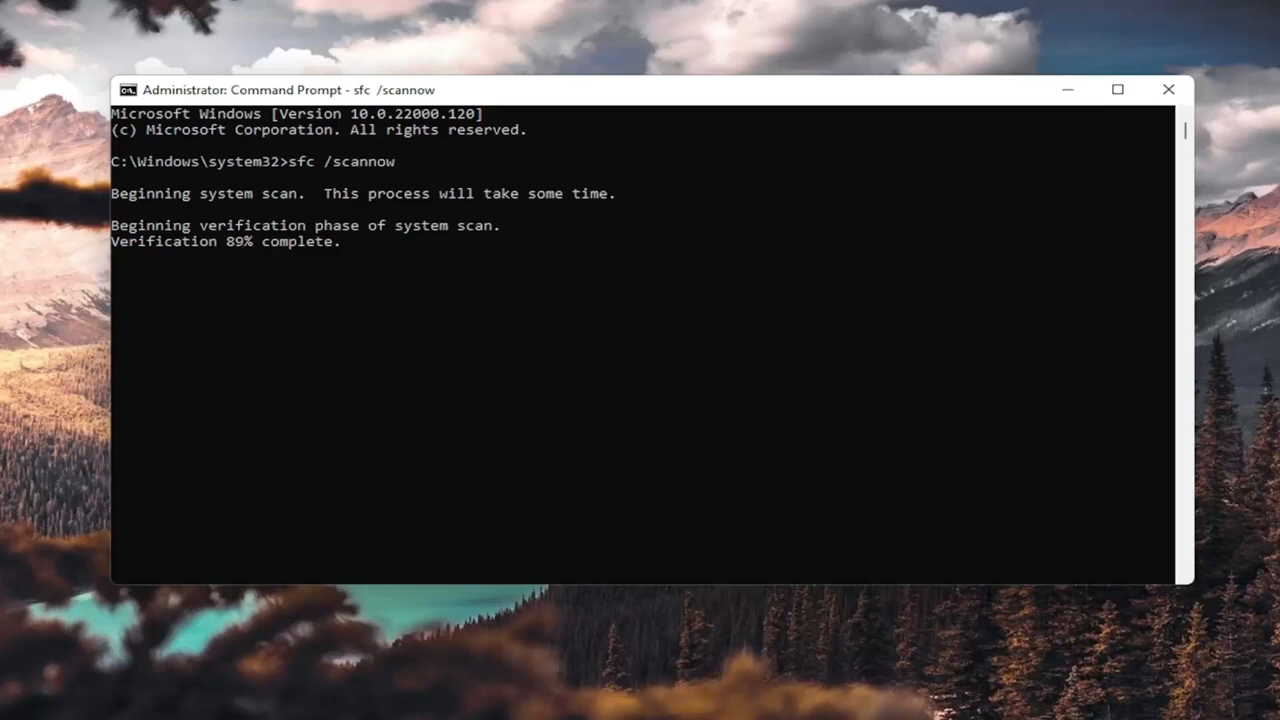 Administrator: Command Prompt - sfc  /scannow
Microsoft Windows [Version 10.0.22000.120]
(c) Microsoft Corporation. All rights reserved.
C:\Windows\system32>sfc /scannow
Beginning system scan.  This process will take some time.
Beginning verification phase of system scan.
Verification 89% complete.